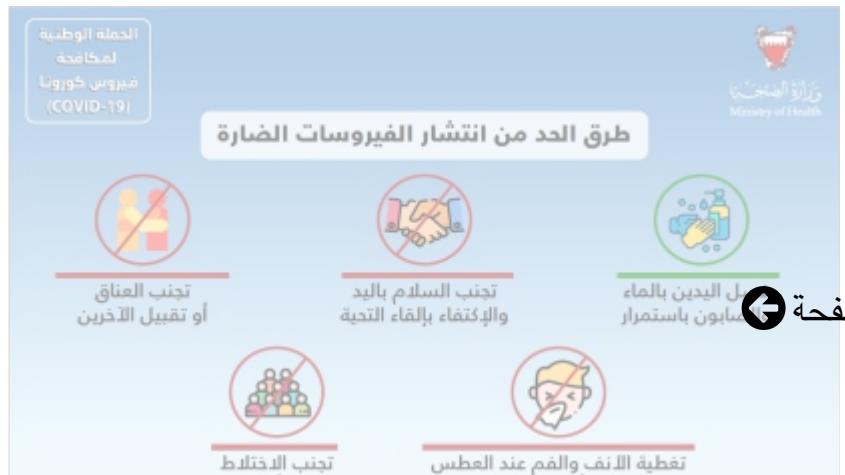 الحملة الوطنية
لمكافحة
فيروس كورونا
(COVID-19)
وزارة الصحة
Ministry of Health
طرق الحد من انتشار الفيروسات الضارة
اليدين بالماء
باستمرار
تجنب السلام باليد
والإكتفاء بإلقاء التحية
تجنب العناق
أو تقبيل الآخرين
تغطية الأنف والفم عند العطس
تجنب الاختلاط